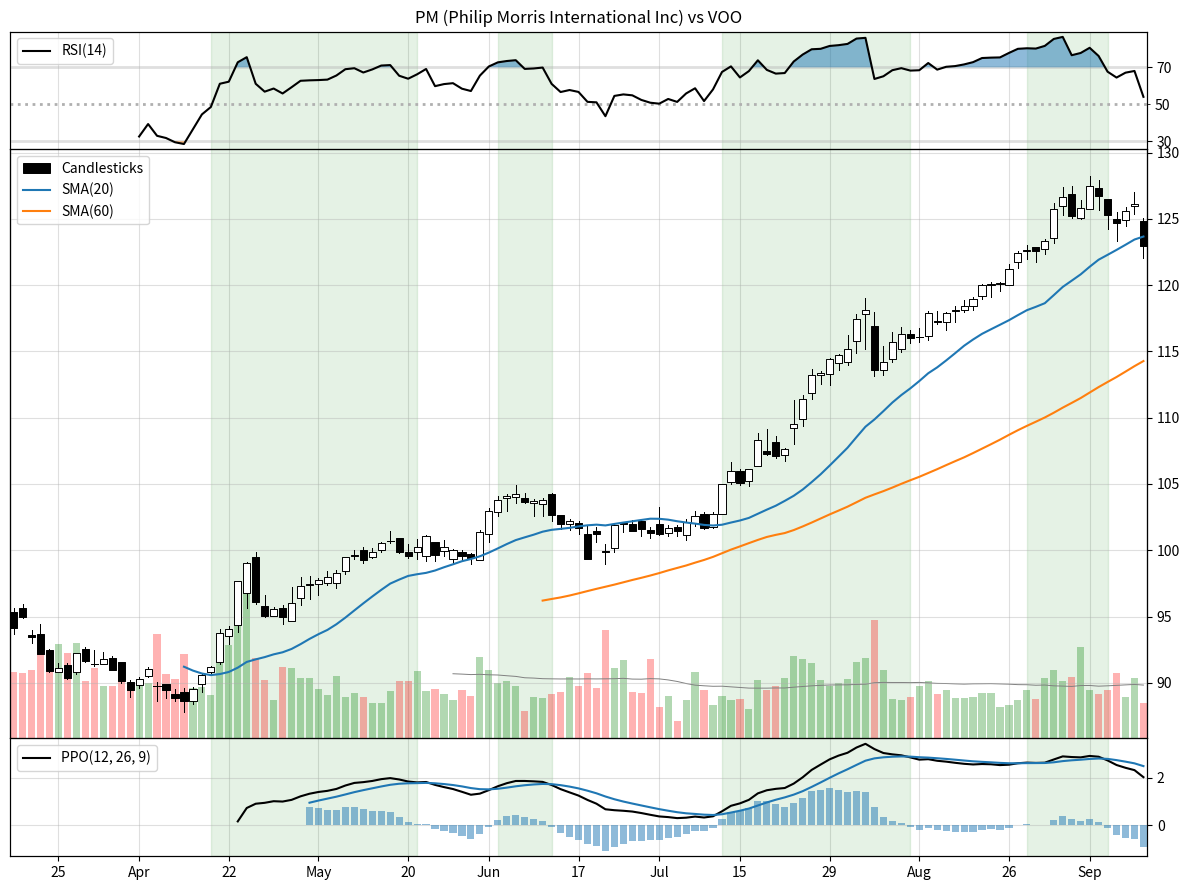 PM (Philip Morris International Inc) vs VOO
RSI(14)
70
50
30
Candlesticks
SMA(20)
SMA(60)
130
125
120
115
110
105
100
95
90
PPO(12, 26, 9)
2
0
25 Apr 22 May 20 Jun 17 Jul 15 29 Aug 26 Sep